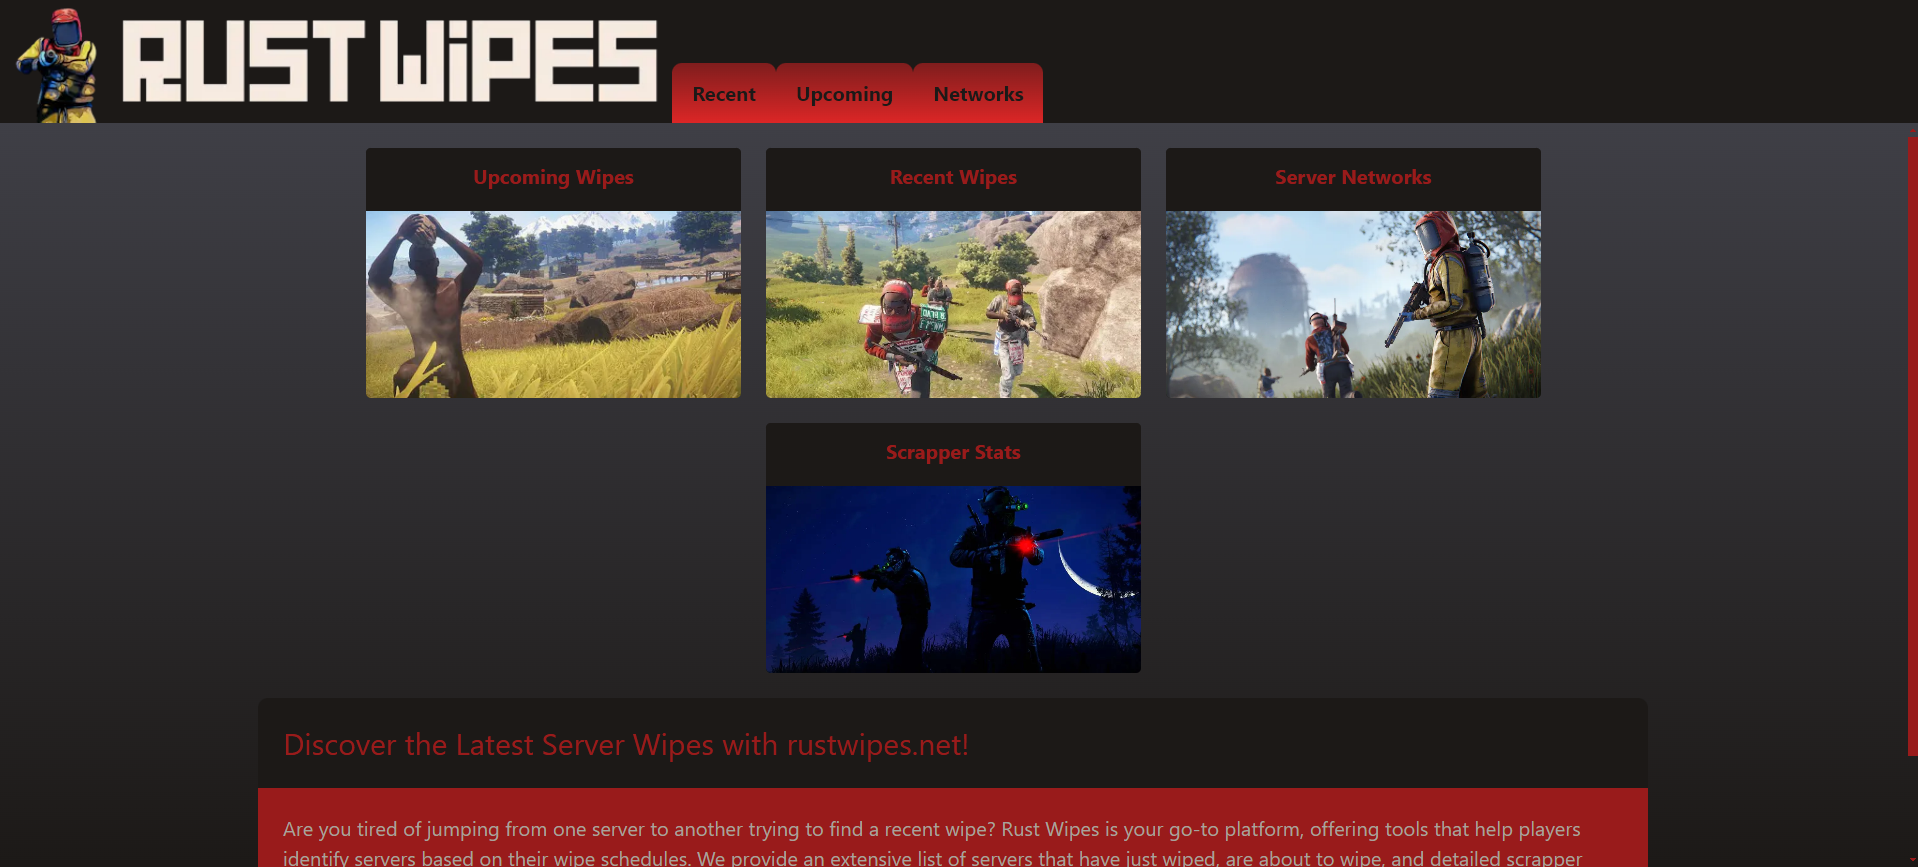 RUST WiPES
Recent Upcoming Networks
Upcoming Wipes
Recent Wipes
Server Networks
Scrapper Stats
Discover the Latest Server Wipes with rustwipes.net!
Are you tired of jumping from one server to another trying to find a recent wipe? Rust Wipes is your go-to platform, offering tools that help players
identify servers based on their wipe schedules. We provide an extensive list of servers that have just wiped, are about to wipe, and detailed scrapper